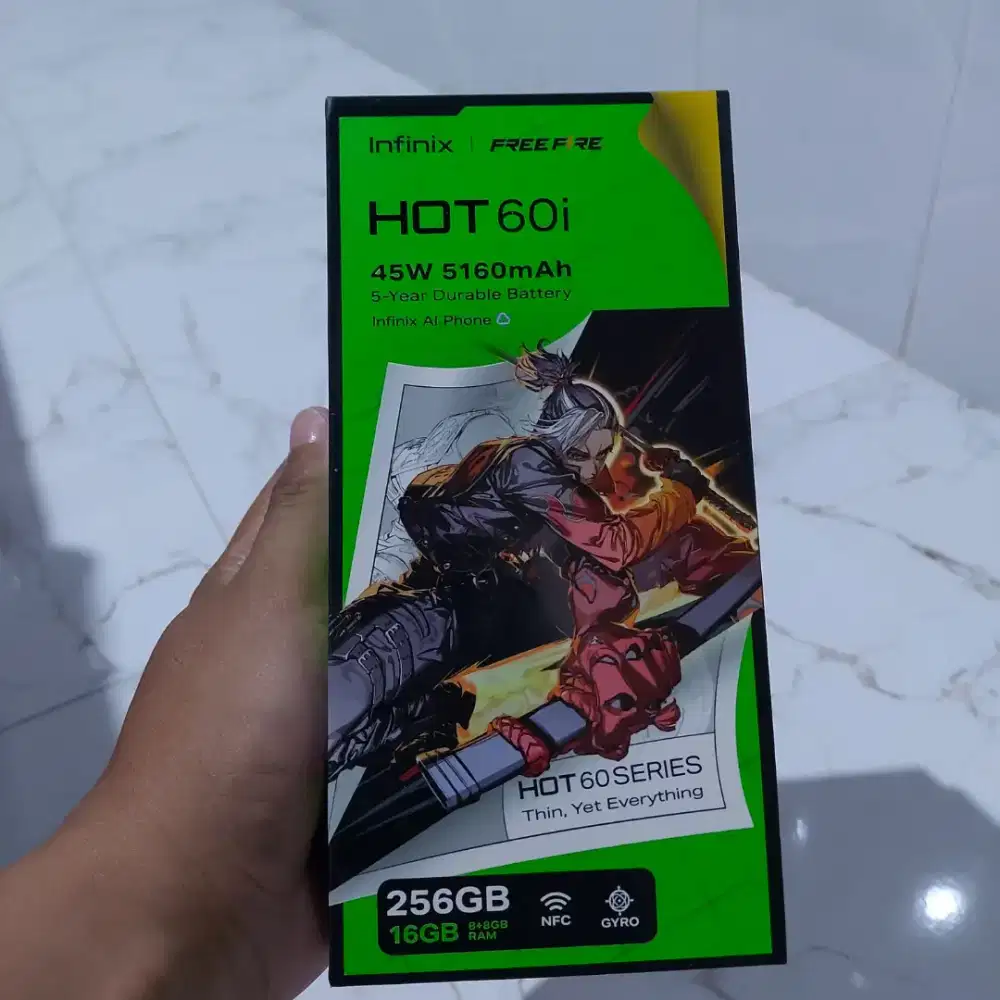 Infinix | FREE FIRE
HOT 60i
45W 5160mAh
5-Year Durable Battery
Infinix AI Phone
HOT 60 SERIES
Thin, Yet Everything
256GB
16GB 8+8GB RAM
NFC
GYRO